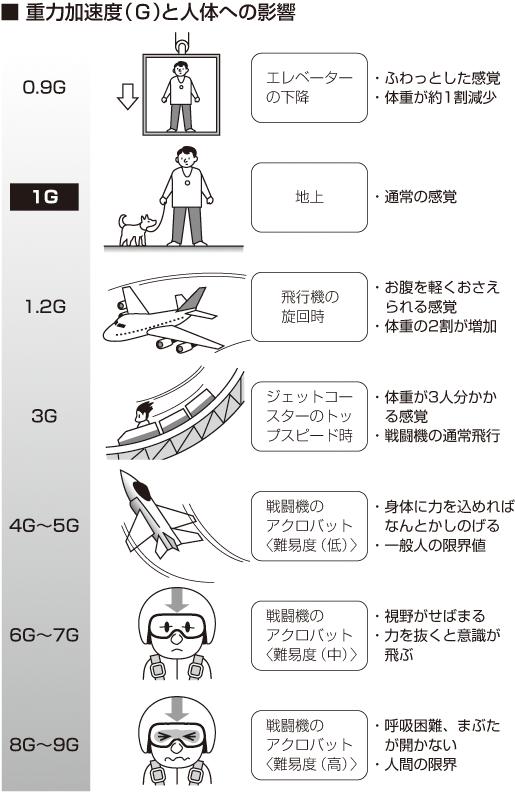 ■ 重力加速度(G)と人体への影響
0.9G
エレベーター
の下降
・ふわっとした感覚
・体重が約1割減少
1G
地上
・通常の感覚
1.2G
飛行機の
旋回時
・お腹を軽くおさえ
られる感覚
・体重の2割が増加
3G
ジェットコー
スターのトッ
プスピード時
・体重が3人分かか
る感覚
・戦闘機の通常飛行
4G〜5G
戦闘機の
アクロバット
〈難易度(低)〉
・身体に力を込めれば
なんとかしのげる
・一般人の限界値
6G〜7G
戦闘機の
アクロバット
〈難易度(中)〉
・視野がせばまる
・力を抜くと意識が
飛ぶ
8G〜9G
戦闘機の
アクロバット
〈難易度(高)〉
・呼吸困難、まぶた
が開かない
・人間の限界